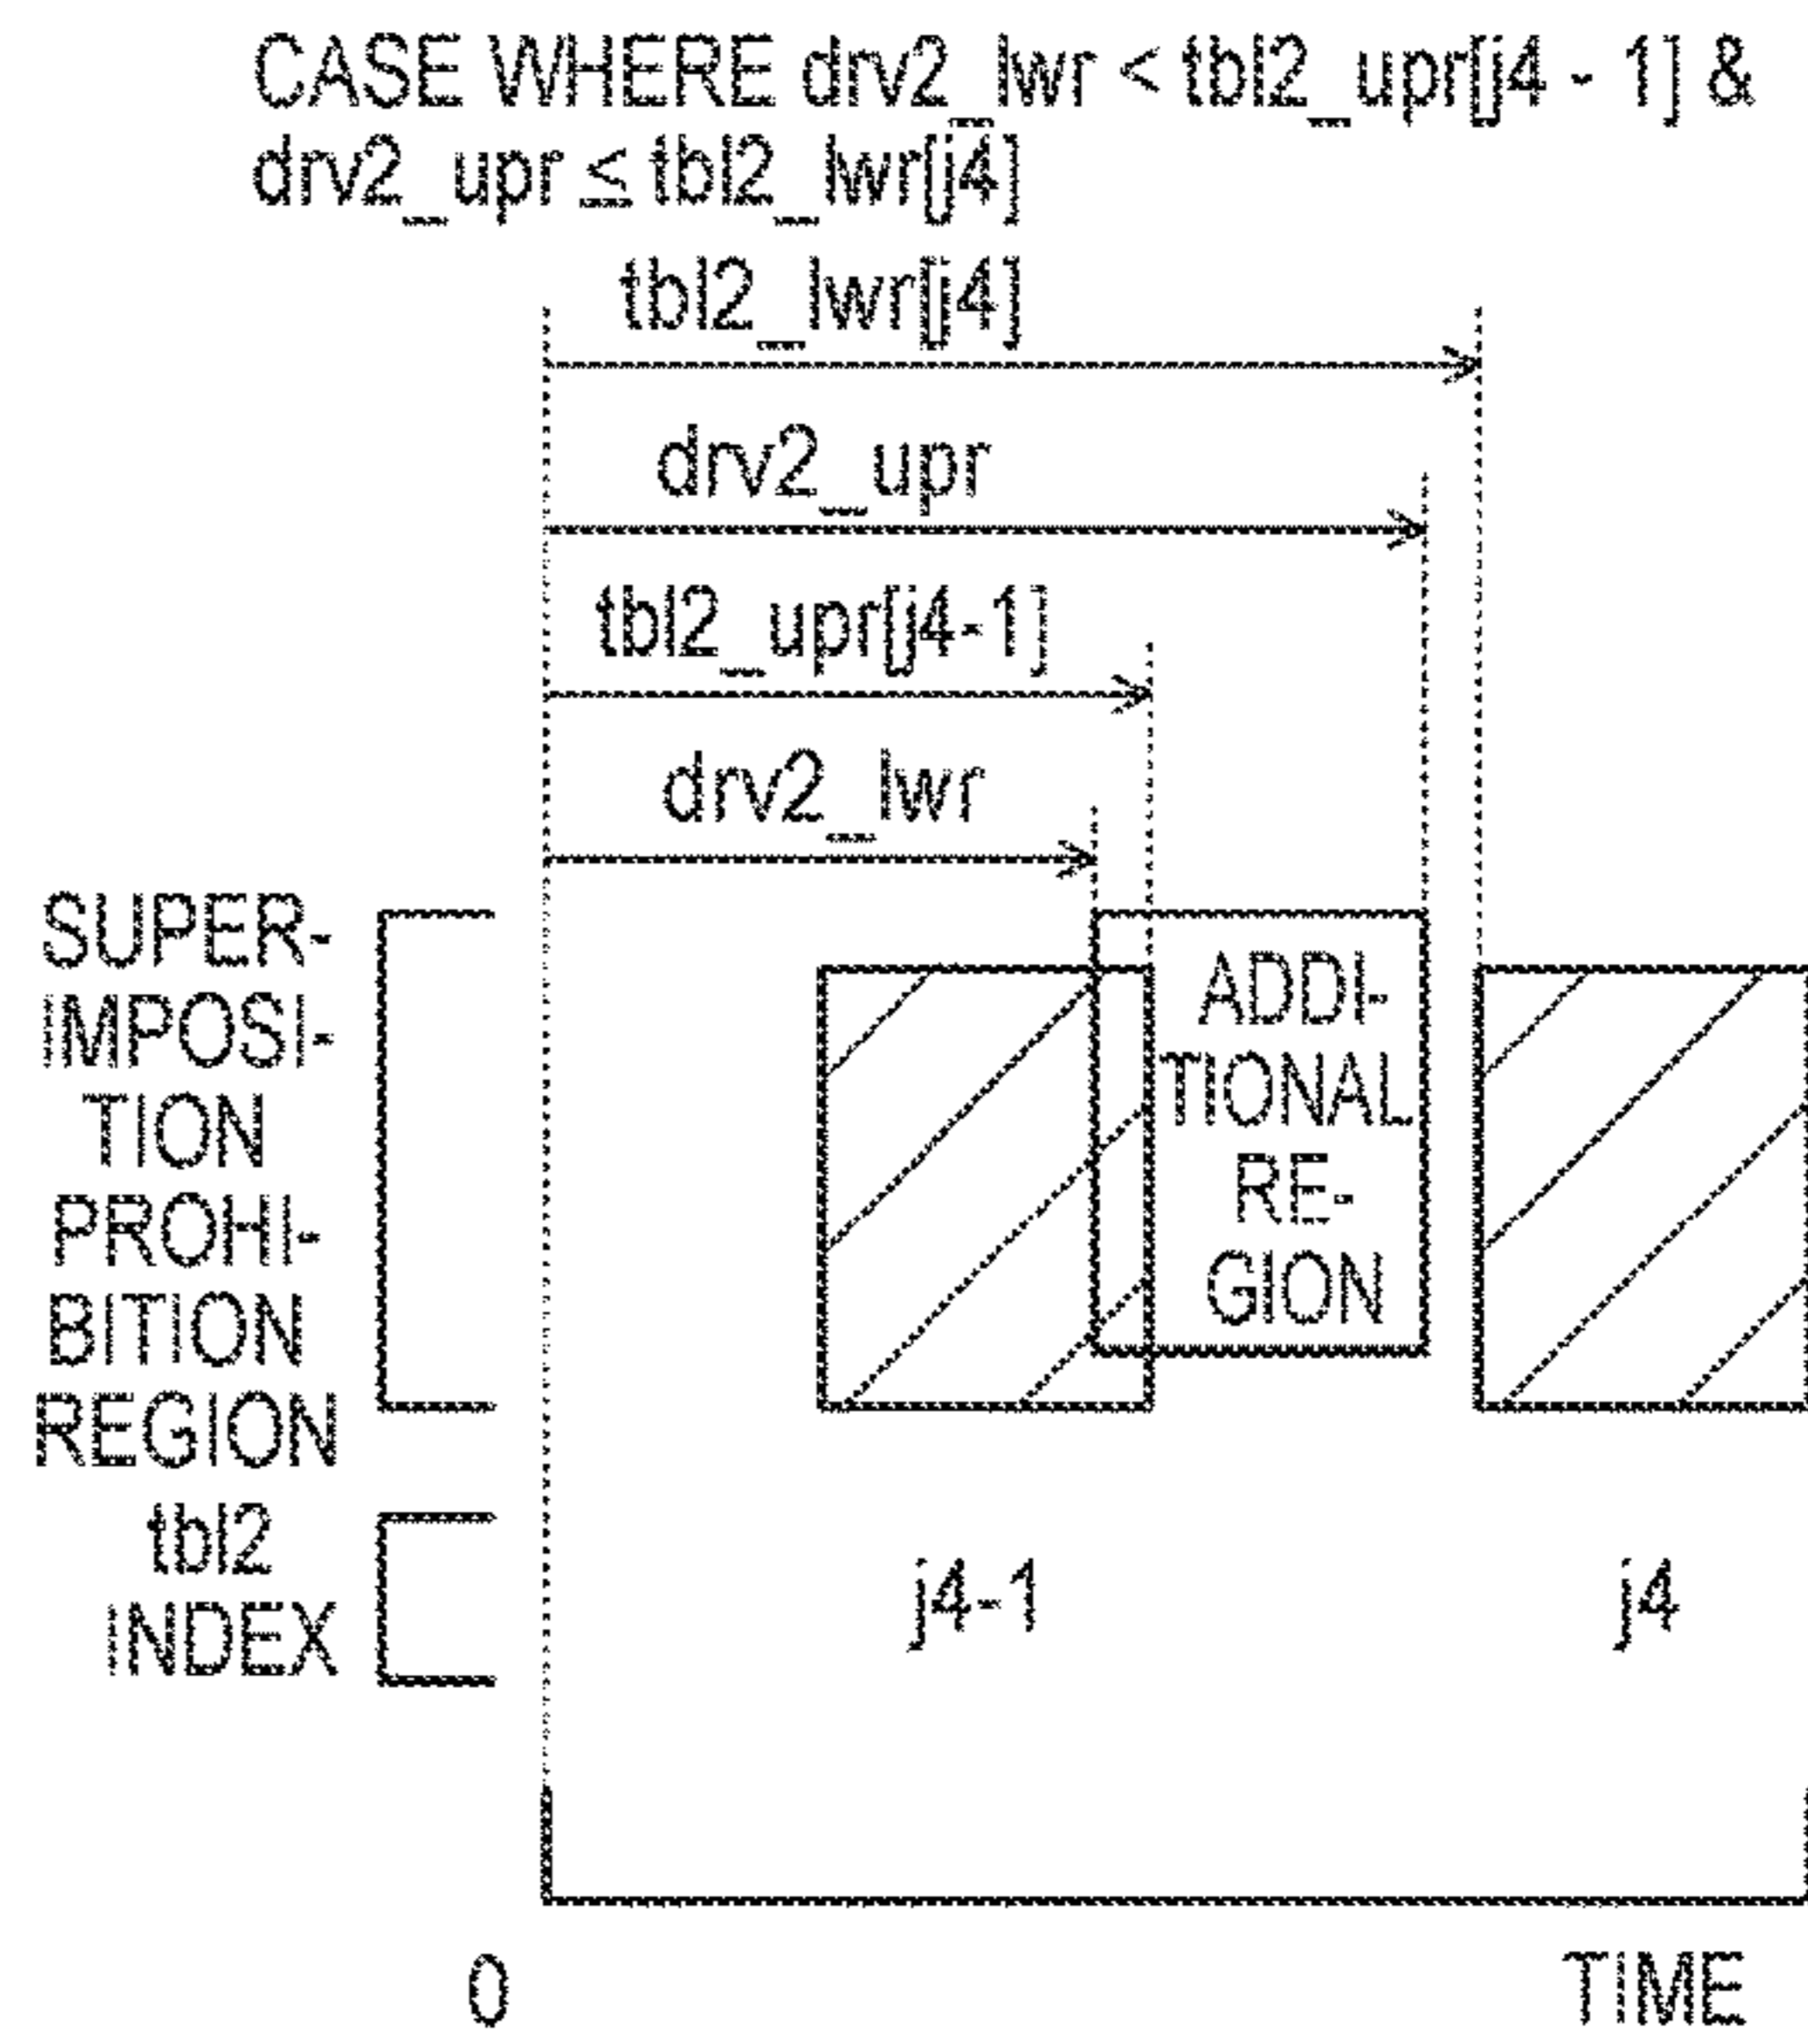 CASE WHERE drv2_lwr < tbl2_upr[j4 - 1] &
drv2_upr ≤ tbl2_lwr[j4]
tbl2_lwr[j4]
drv2_upr
tbl2_upr[j4-1]
drv2_lwr
SUPER-
IMPOSI-
TION
PROHI-
BITION
REGION
ADDI-
TIONAL
RE-
GION
tbl2
INDEX
j4-1
j4
0
TIME